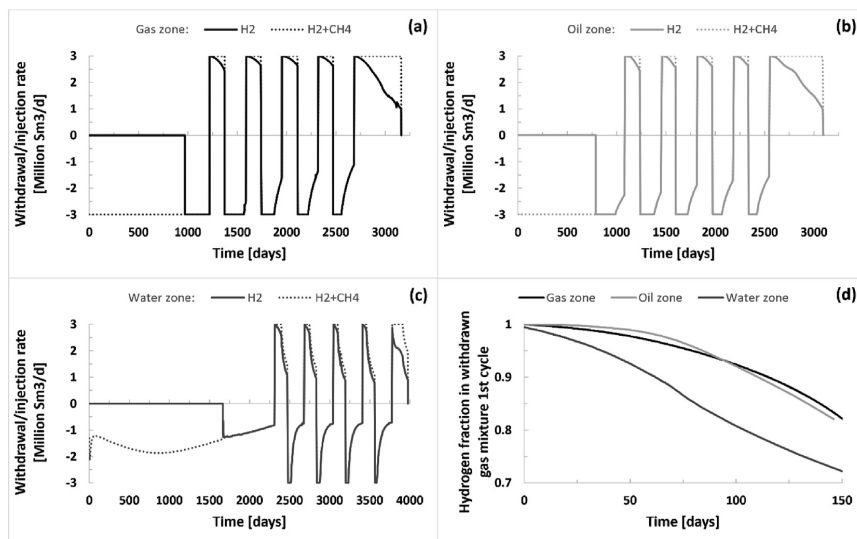 Gas zone: H2 H2+CH4 (a)
Withdrawal/injection rate
[Million Sm3/d]
3
2
1
0
-1
-2
-3
0 500 1000 1500 2000 2500 3000
Time [days]
Oil zone: H2 H2+CH4 (b)
Withdrawal/injection rate
[Million Sm3/d]
3
2
1
0
-1
-2
-3
0 500 1000 1500 2000 2500 3000
Time [days]
Water zone: H2 H2+CH4 (c)
Withdrawal/injection rate
[Million Sm3/d]
3
2
1
0
-1
-2
-3
0 500 1000 1500 2000 2500 3000 3500 4000
Time [days]
Gas zone Oil zone Water zone (d)
Hydrogen fraction in withdrawn
gas mixture 1st cycle
1
0.9
0.8
0.7
0 50 100 150
Time [days]